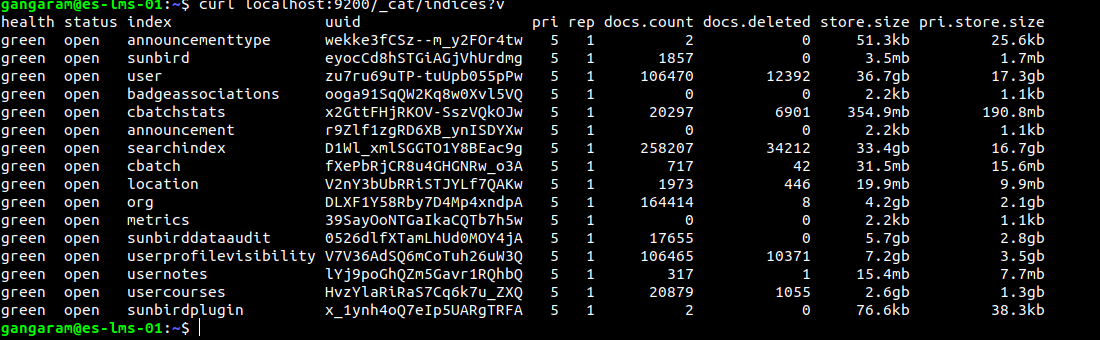 gangaram@es-lms-01:~$ curl localhost:9200/_cat/indices?v
health status index uuid pri rep docs.count docs.deleted store.size pri.store.size
green open announcementtype wekke3fCSz--m_y2FOr4tw 5 1 2 0 51.3kb 25.6kb
green open sunbird eyocCd8hSTGiAGjVhUrdmg 5 1 1857 0 3.5mb 1.7mb
green open user zu7ru69uTP-tuUpb055pPw 5 1 106470 12392 36.7gb 17.3gb
green open badgeassociations ooga91SqQW2Kq8w0Xvl5VQ 5 1 0 0 2.2kb 1.1kb
green open cbatchstats x2GttFHjRKOV-SszVQkOJw 5 1 20297 6901 354.9mb 190.8mb
green open announcement r9Zlf1zgRD6XB_ynISDYXw 5 1 0 0 2.2kb 1.1kb
green open searchindex D1Wl_xmlSGGTO1Y8BEac9g 5 1 258207 34212 33.4gb 16.7gb
green open cbatch fXePbRjCR8u4GHGNRw_o3A 5 1 717 42 31.5mb 15.6mb
green open location V2nY3bUbRRiSTJYLf7QAKw 5 1 1973 446 19.9mb 9.9mb
green open org DLXF1Y58Rby7D4Mp4xndpA 5 1 164414 8 4.2gb 2.1gb
green open metrics 39SayOoNTGaIkaCQTb7h5w 5 1 0 0 2.2kb 1.1kb
green open sunbirddataaudit 0526dlfXTamLhUd0MOY4jA 5 1 17655 0 5.7gb 2.8gb
green open userprofilevisibility V7V36AdSQ6mCoTuh26uW3Q 5 1 106465 10371 7.2gb 3.5gb
green open usernotes lYj9poGhQZm5Gavr1RQhbQ 5 1 317 1 15.4mb 7.7mb
green open usercourses HvzYlaRiRaS7Cq6k7u_ZXQ 5 1 20879 1055 2.6gb 1.3gb
green open sunbirdplugin x_1ynh4oQ7eIp5UARgTRFA 5 1 2 0 76.6kb 38.3kb
gangaram@es-lms-01:~$